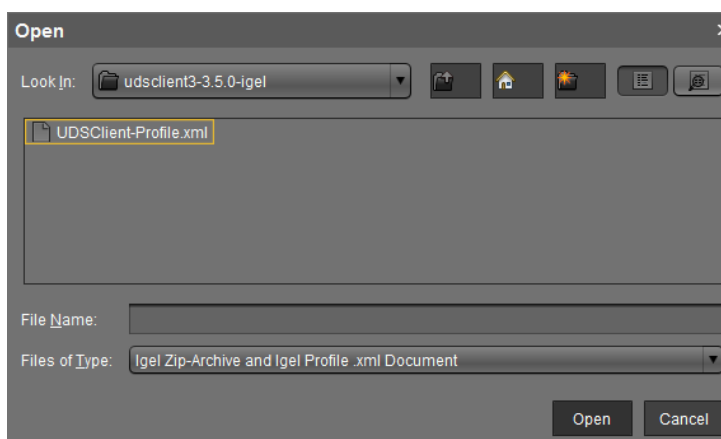 Open
Look In: udsclient3-3.5.0-igel
UDSClient-Profile.xml
File Name:
Files of Type: Igel Zip-Archive and Igel Profile .xml Document
Open Cancel